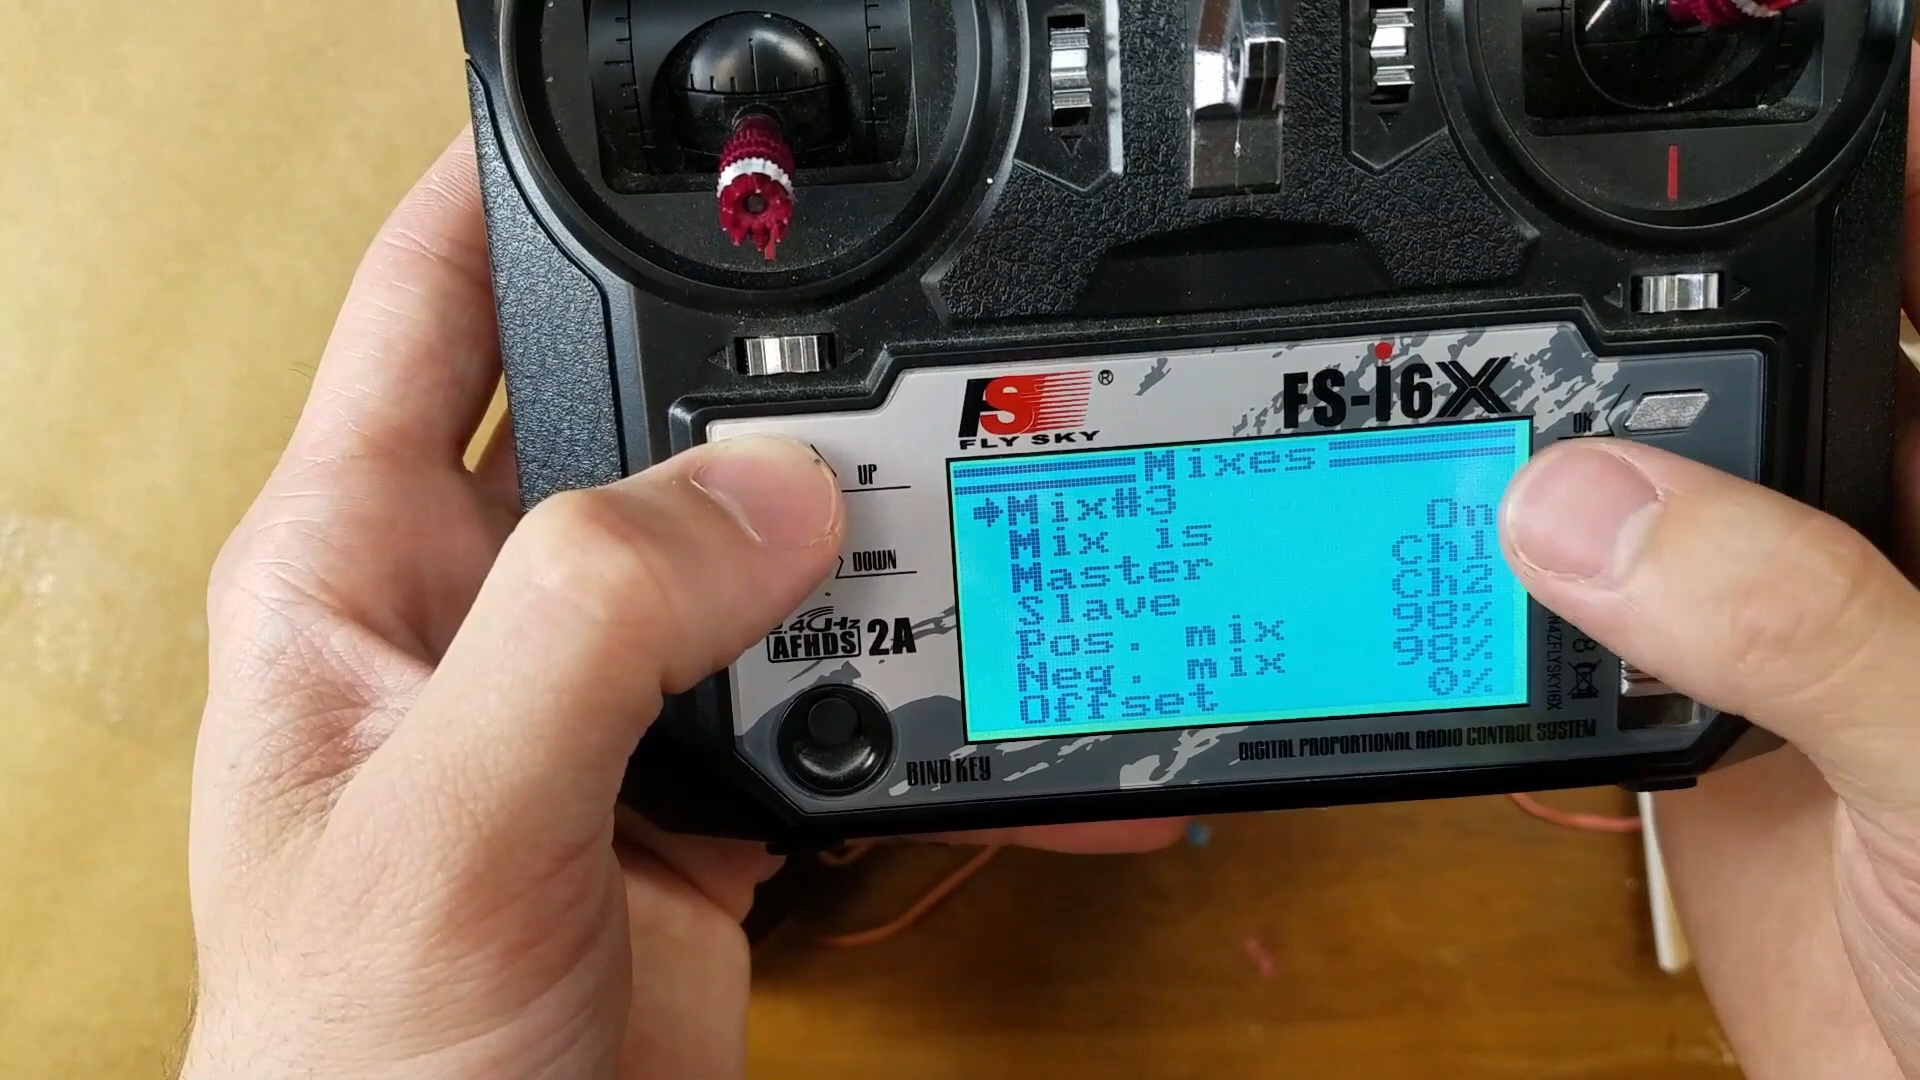 FS®
FLY SKY
FS-i6X
UP
OK
DOWN
Mixes
Mix#3
Mix is On
Master Ch1
Slave Ch2
Pos. mix 98%
Neg. mix 98%
Offset 0%
2.4GHz
AFHDS 2A
BIND KEY
DIGITAL PROPORTIONAL RADIO CONTROL SYSTEM